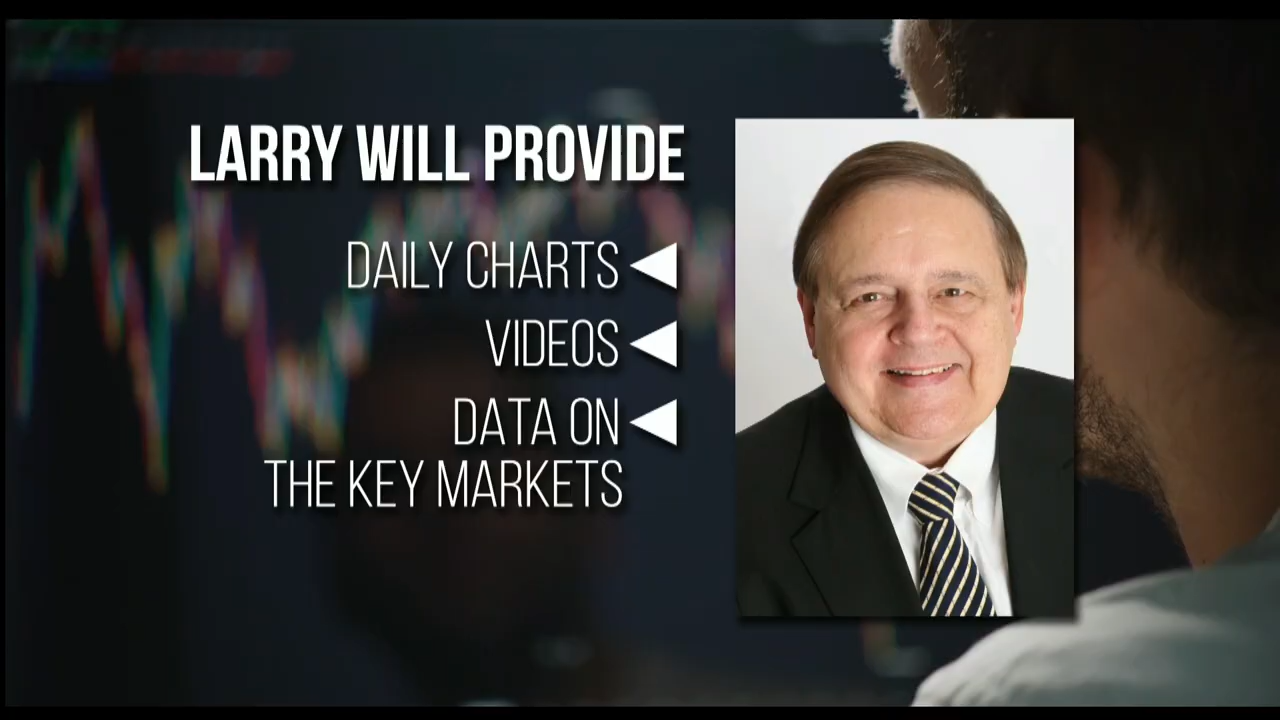 LARRY WILL PROVIDE
DAILY CHARTS
VIDEOS
DATA ON
THE KEY MARKETS